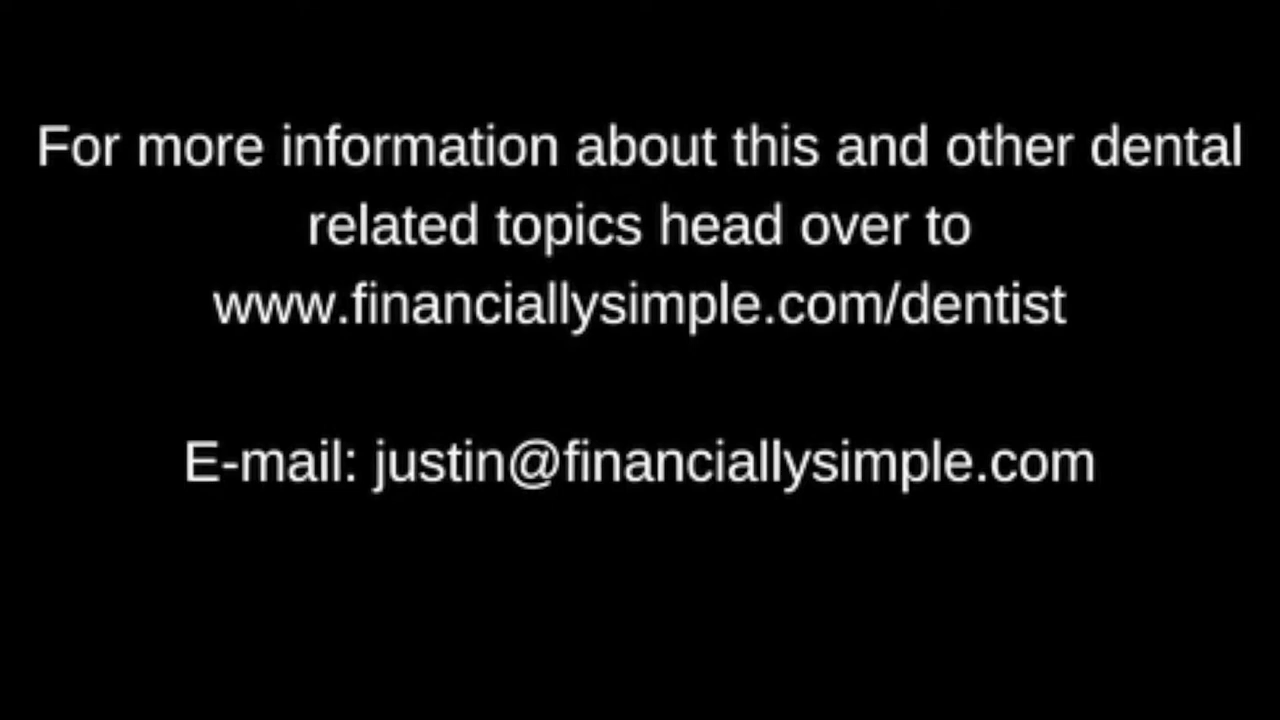 For more information about this and other dental
related topics head over to
www.financiallysimple.com/dentist
E-mail: justin@financiallysimple.com